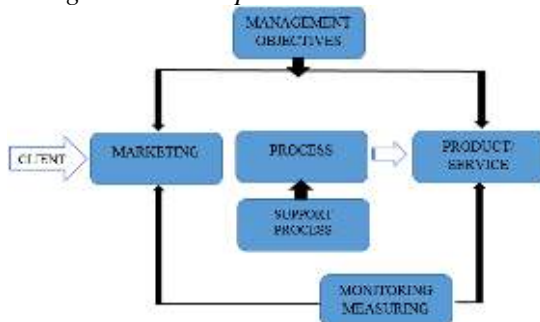 MANAGEMENT
OBJECTIVES
CLIENT
MARKETING
PROCESS
PRODUCT/
SERVICE
SUPPORT
PROCESS
MONITORING
MEASURING